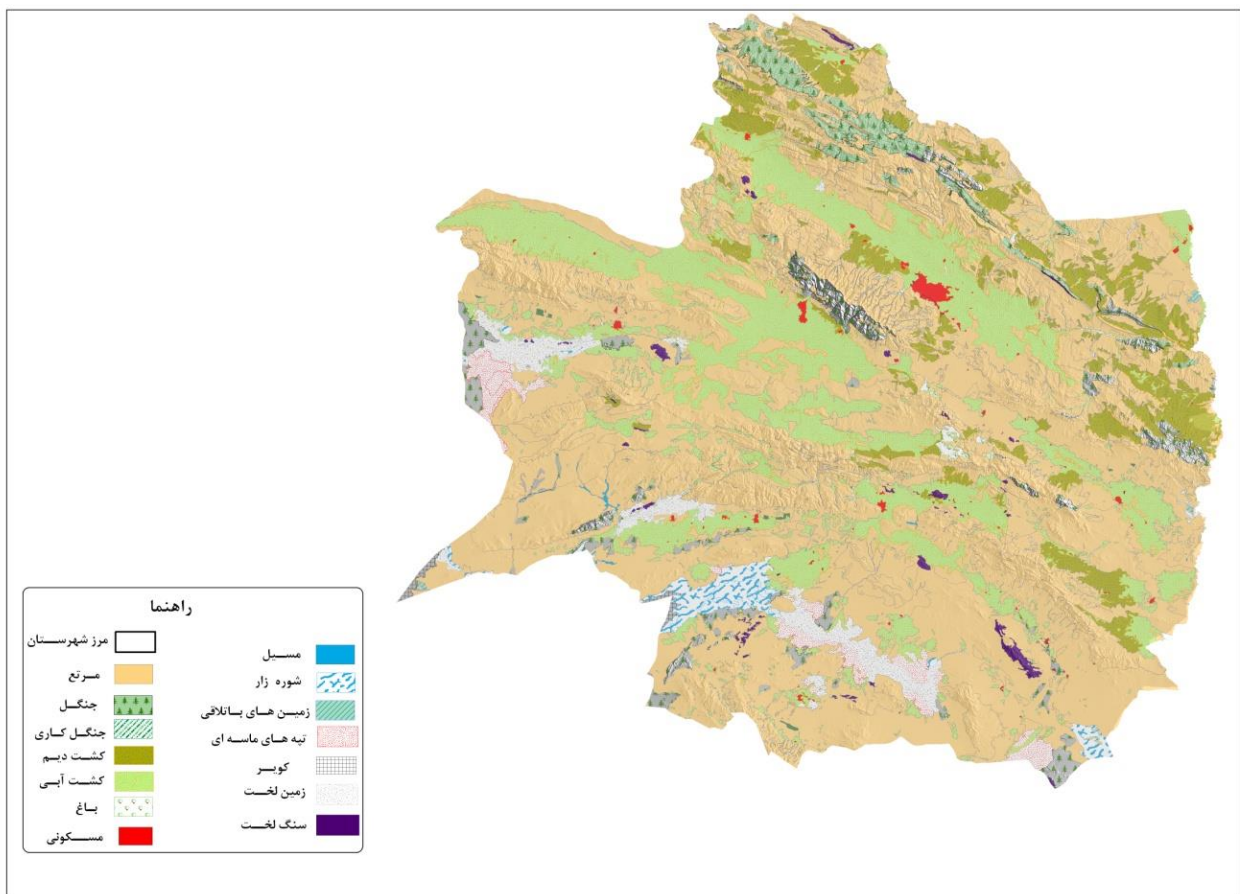 راهنما
مرز شهرستان
مرتع
جنگل
جنگل کاری
کشت دیم
کشت آبی
باغ
مسکونی
مسیل
شوره زار
زمین های باتلاقی
تپه های ماسه ای
کویر
زمین لخت
سنگ لخت